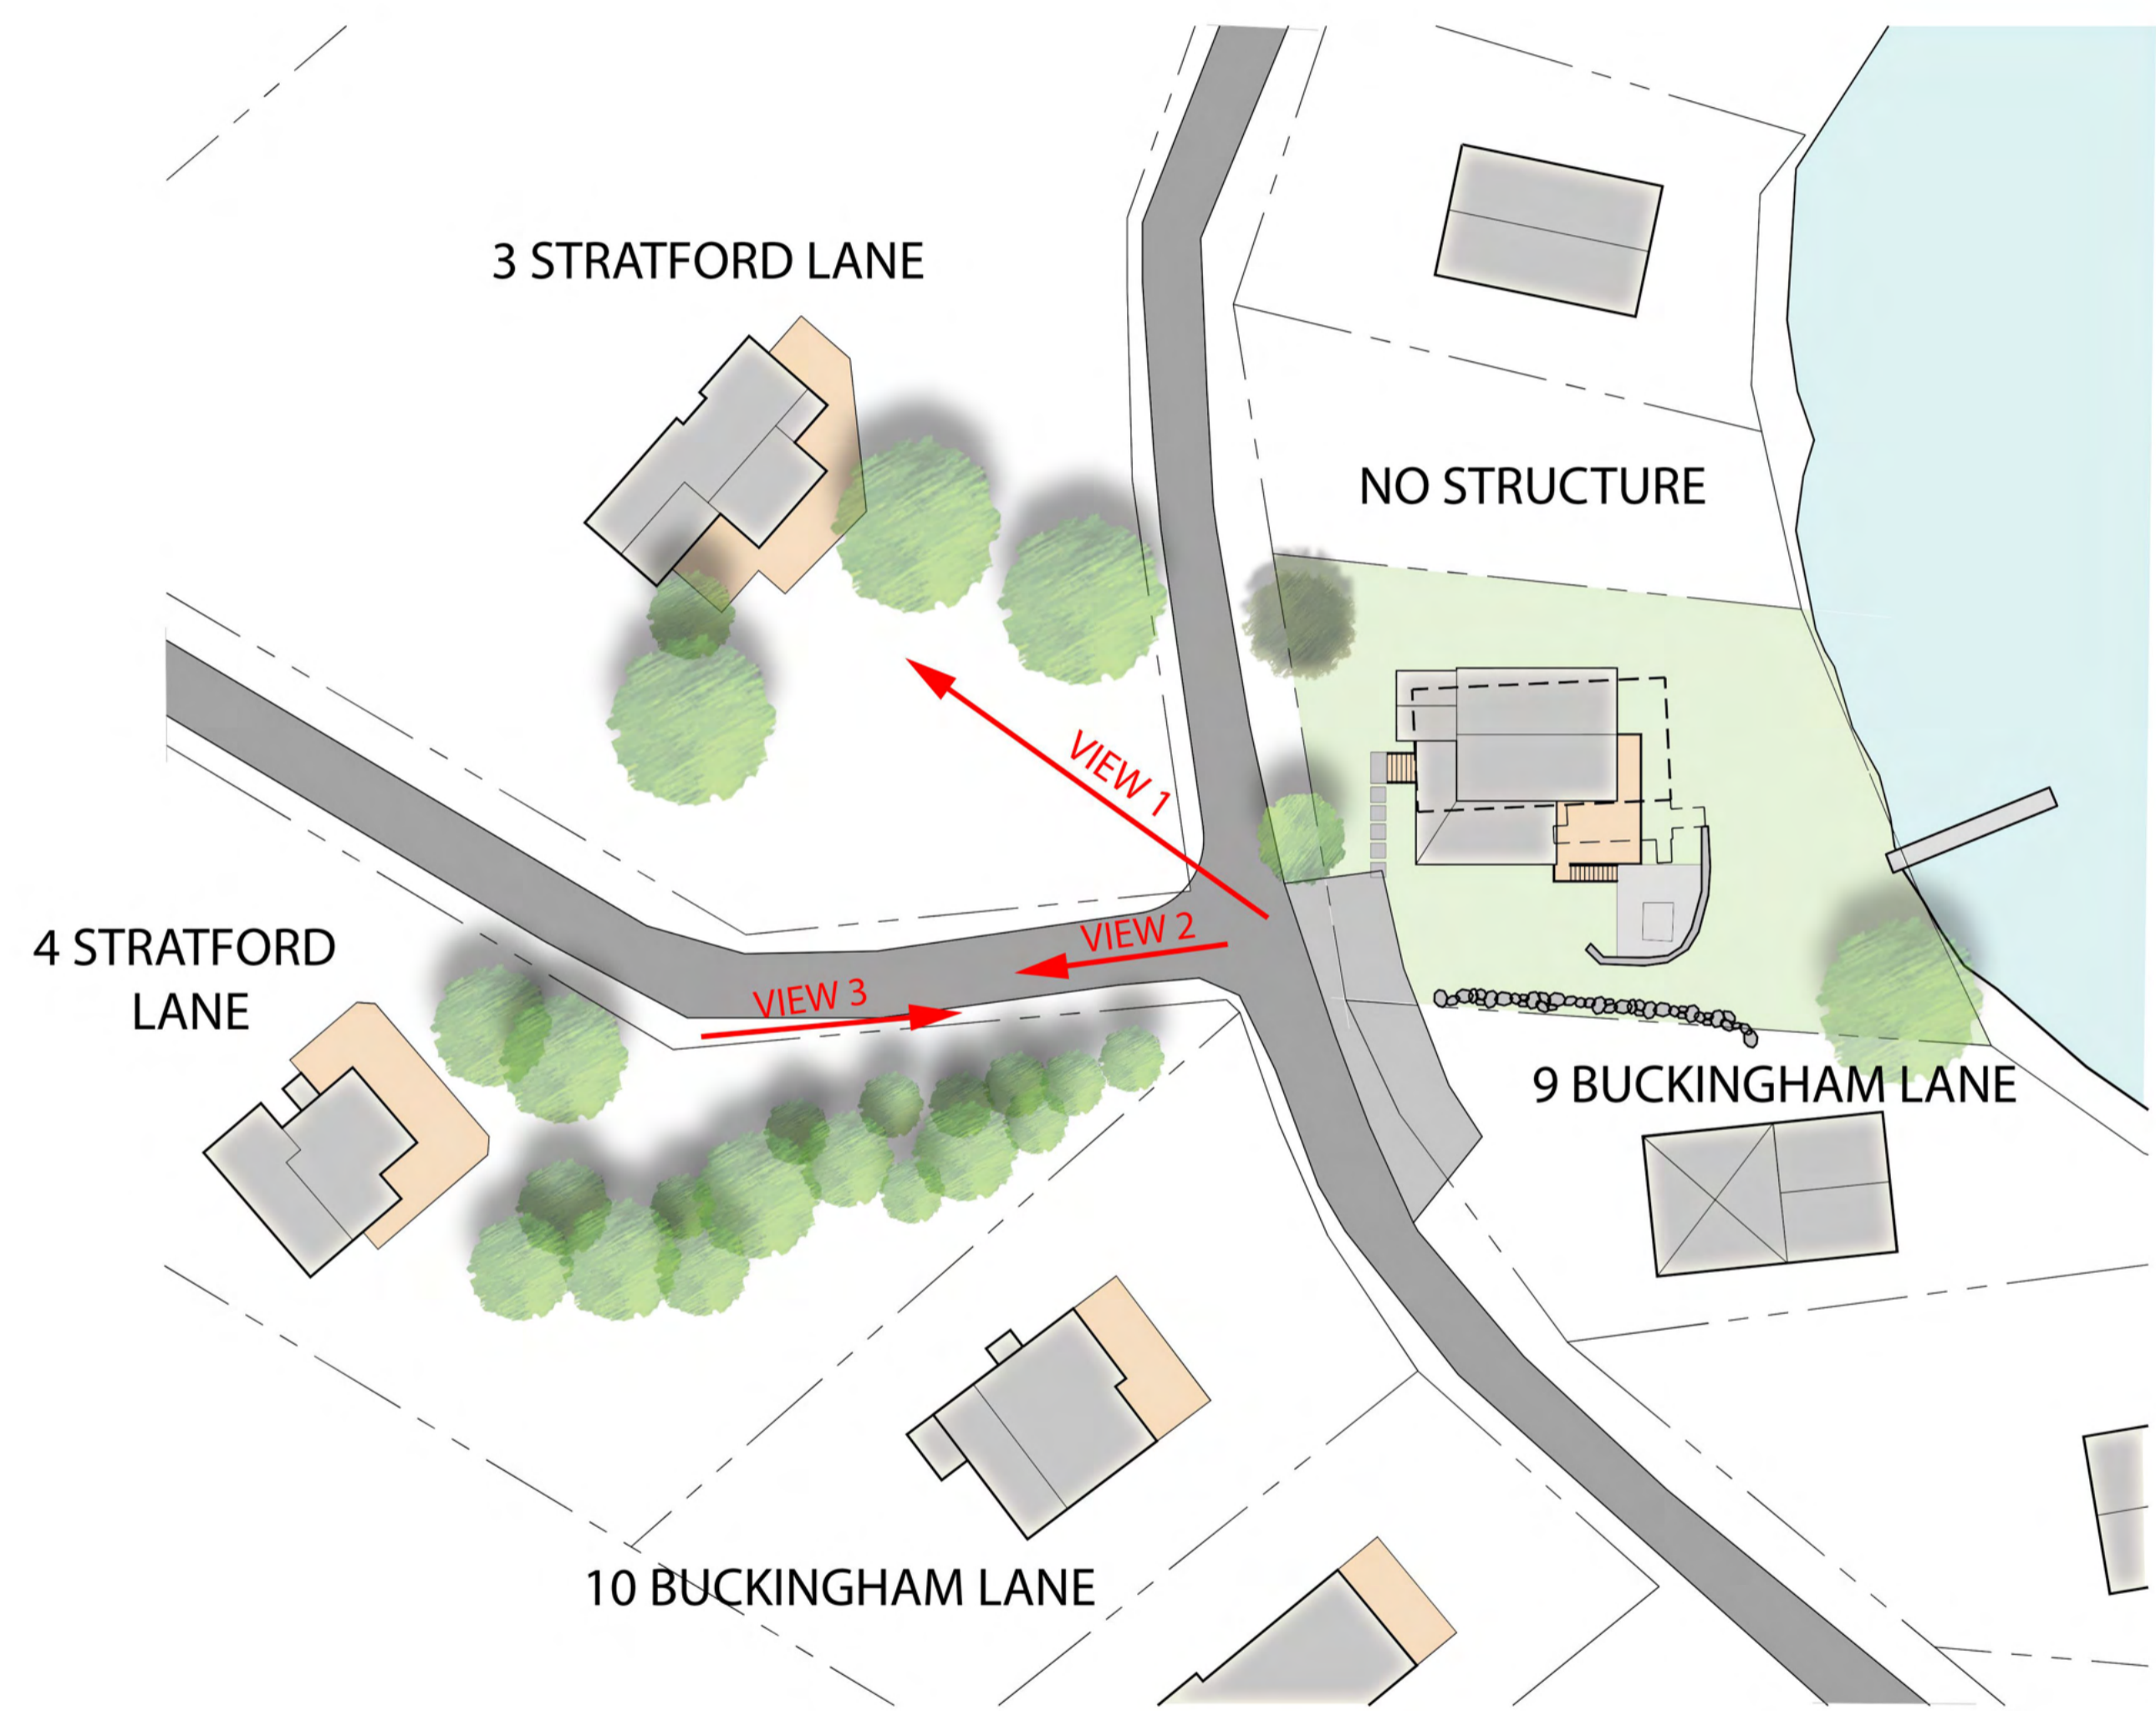 3 STRATFORD LANE
NO STRUCTURE
VIEW 1
VIEW 2
4 STRATFORD
LANE
VIEW 3
9 BUCKINGHAM LANE
10 BUCKINGHAM LANE